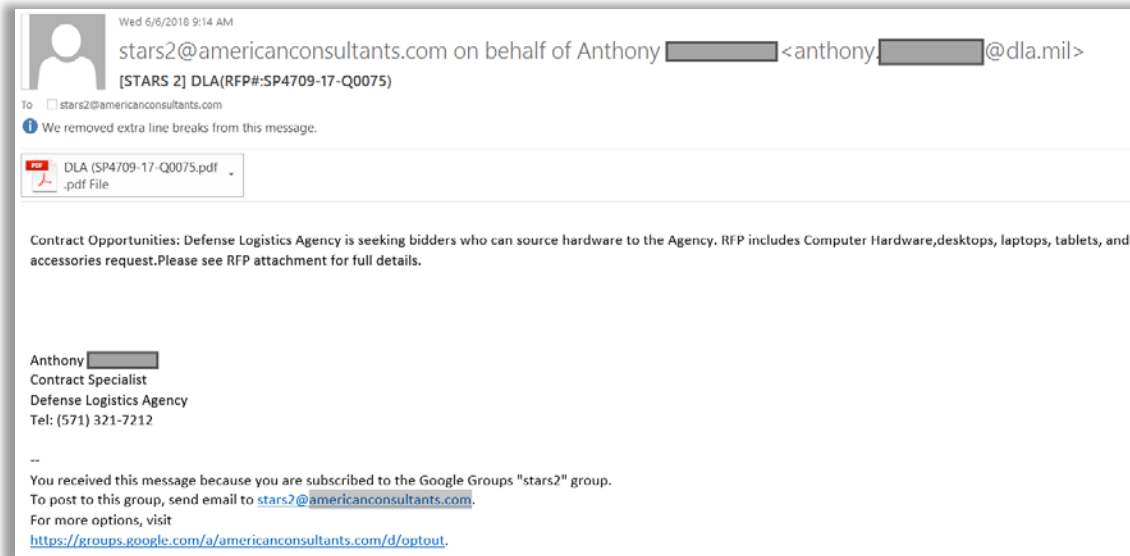 Wed 6/6/2018 9:14 AM
stars2@americanconsultants.com on behalf of Anthony <anthony. @dla.mil>
[STARS 2] DLA(RFP#:SP4709-17-Q0075)
To stars2@americanconsultants.com
We removed extra line breaks from this message.
PDF
DLA (SP4709-17-Q0075.pdf
.pdf File
Contract Opportunities: Defense Logistics Agency is seeking bidders who can source hardware to the Agency. RFP includes Computer Hardware,desktops, laptops, tablets, and
accessories request.Please see RFP attachment for full details.
Anthony
Contract Specialist
Defense Logistics Agency
Tel: (571) 321-7212
--
You received this message because you are subscribed to the Google Groups "stars2" group.
To post to this group, send email to stars2@americanconsultants.com.
For more options, visit
https://groups.google.com/a/americanconsultants.com/d/optout.